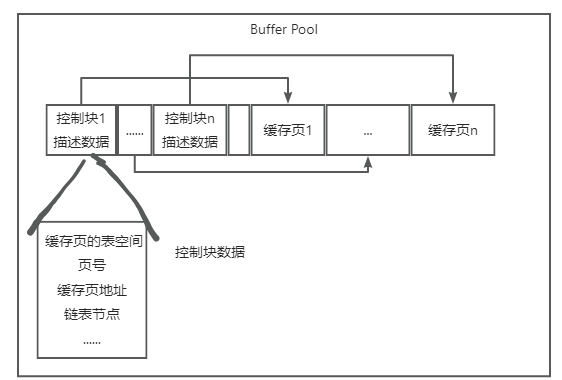 Buffer Pool
控制块1
描述数据
......
控制块n
描述数据
缓存页1
...
缓存页n
缓存页的表空间
页号
缓存页地址
链表节点
......
控制块数据